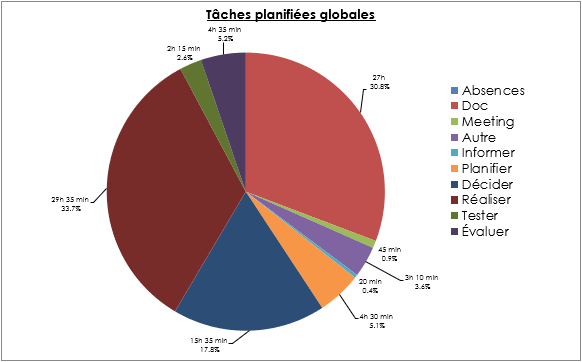 Tâches planifiées globales
4h 35 min
5.2%
2h 15 min
2.6%
27h
30.8%
29h 35 min
33.7%
45 min
0.9%
3h 10 min
3.6%
20 min
0.4%
4h 30 min
5.1%
15h 35 min
17.8%
Absences
Doc
Meeting
Autre
Informer
Planifier
Décider
Réaliser
Tester
Évaluer